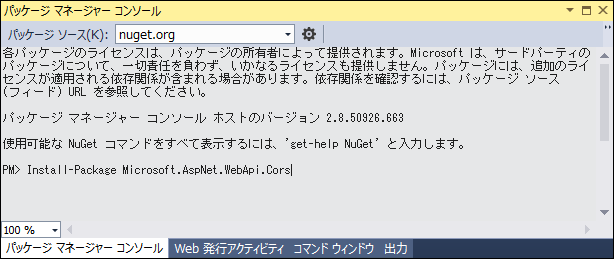 パッケージ マネージャー コンソール
パッケージ ソース(K): nuget.org
各パッケージのライセンスは、パッケージの所有者によって提供されます。Microsoft は、サードパーティの
パッケージについて、一切責任を負わず、いかなるライセンスも提供しません。パッケージには、追加のライ
センスが適用される依存関係が含まれる場合があります。依存関係を確認するには、パッケージ ソース
(フィード) URL を参照してください。
パッケージ マネージャー コンソール ホストのバージョン 2.8.50926.663
使用可能な NuGet コマンドをすべて表示するには、'get-help NuGet' と入力します。
PM> Install-Package Microsoft.AspNet.WebApi.Cors
100 %
パッケージ マネージャー コンソール Web 発行アクティビティ コマンド ウィンドウ 出力